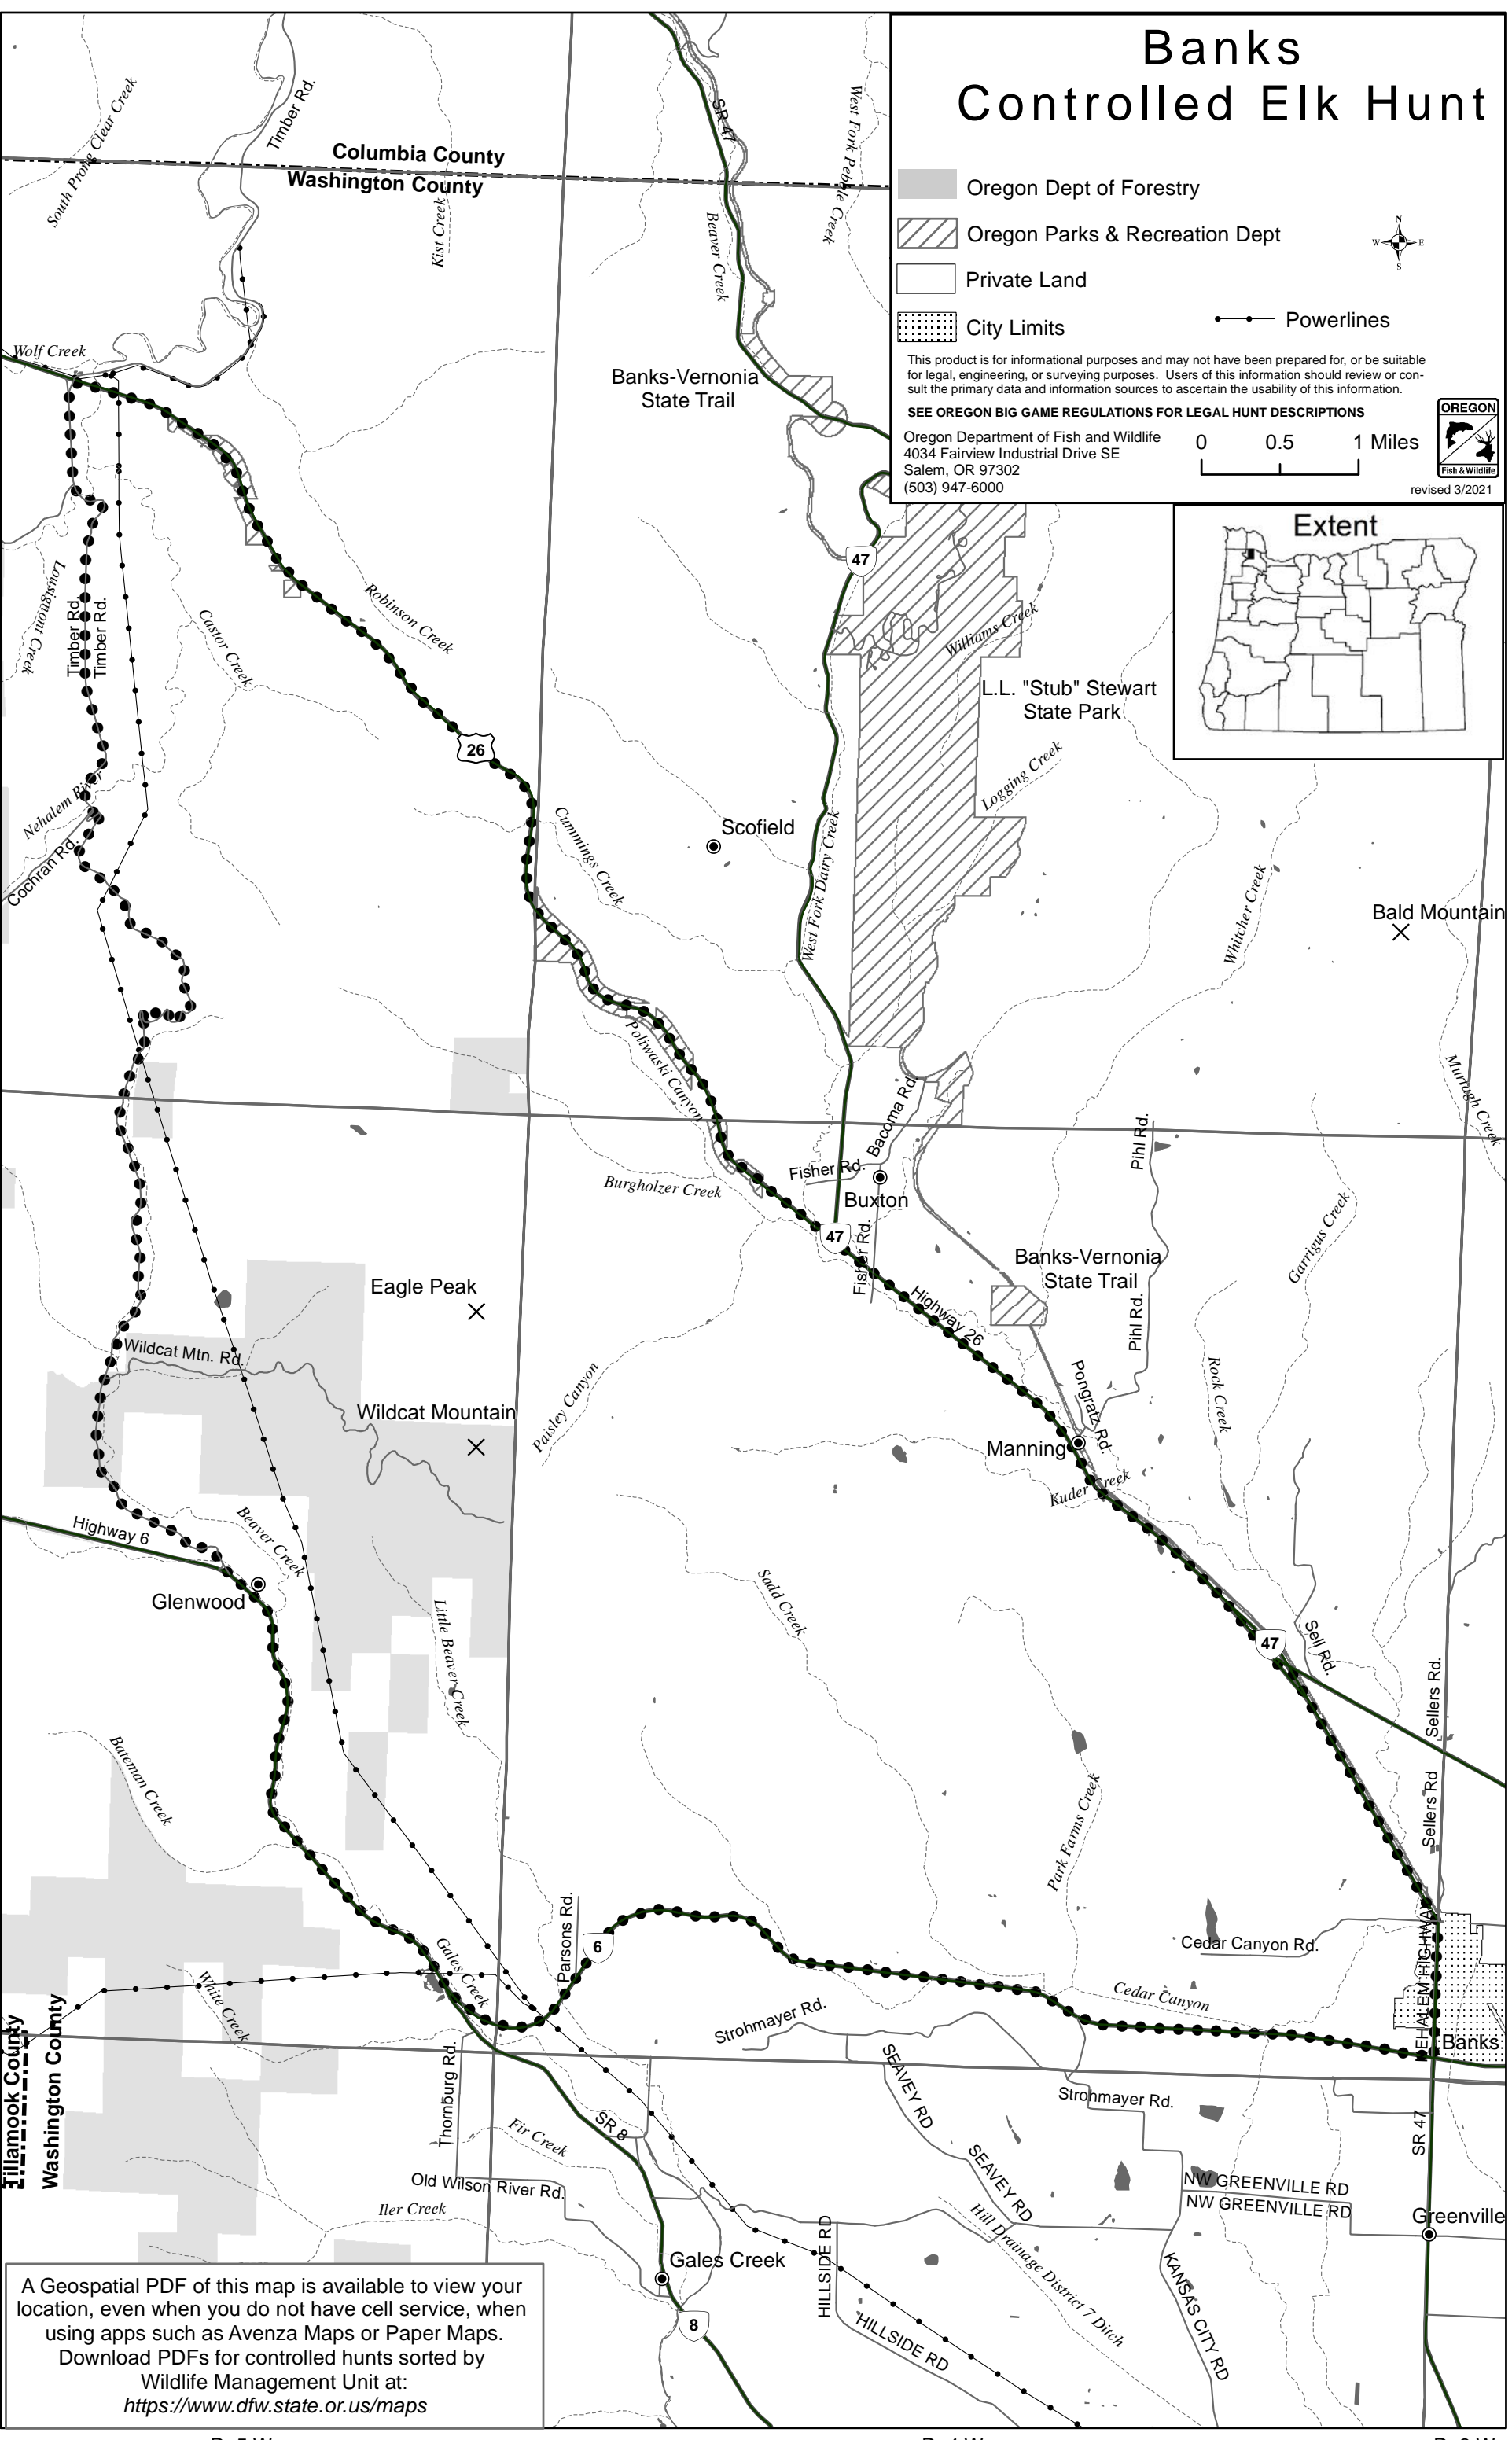 Banks
Controlled Elk Hunt
Oregon Dept of Forestry
Oregon Parks & Recreation Dept
Private Land
City Limits
Powerlines
N
W
E
S
This product is for informational purposes and may not have been prepared for, or be suitable
for legal, engineering, or surveying purposes. Users of this information should review or con-
sult the primary data and information sources to ascertain the usability of this information.
SEE OREGON BIG GAME REGULATIONS FOR LEGAL HUNT DESCRIPTIONS
Oregon Department of Fish and Wildlife
4034 Fairview Industrial Drive SE
Salem, OR 97302
(503) 947-6000
0 0.5 1 Miles
OREGON
Fish & Wildlife
revised 3/2021
Extent
South Prong Clear Creek
Timber Rd.
Columbia County
Washington County
Kist Creek
SR 47
West Fork Pebble Creek
Beaver Creek
Wolf Creek
Banks-Vernonia
State Trail
47
Lousignont Creek
Timber Rd.
Timber Rd.
Castor Creek
Robinson Creek
Williams Creek
L.L. "Stub" Stewart
State Park
26
Nehalem River
Cochran Rd.
Cummings Creek
Scofield
West Fork Dairy Creek
Logging Creek
Whitcher Creek
Bald Mountain
Poliwaski Canyon
Murtagh Creek
Bacoma Rd.
Pihl Rd.
Fisher Rd.
Burgholzer Creek
Buxton
47
Fisher Rd.
Banks-Vernonia
State Trail
Garrigus Creek
Eagle Peak
Highway 26
Pihl Rd.
Wildcat Mtn. Rd.
Paisley Canyon
Pongratz Rd.
Rock Creek
Wildcat Mountain
Manning
Kuder Creek
Highway 6
Beaver Creek
Glenwood
Little Beaver Creek
Sadd Creek
47
Sell Rd.
Sellers Rd.
Bateman Creek
Park Farms Creek
Sellers Rd
Parsons Rd.
6
Gales Creek
Cedar Canyon Rd.
NEHALEM HIGHWAY
White Creek
Cedar Canyon
Strohmayer Rd.
Banks
Tillamook County
Washington County
Thornburg Rd.
SEAVEY RD
Strohmayer Rd.
SR 8
Fir Creek
SR 47
Old Wilson River Rd.
SEAVEY RD
NW GREENVILLE RD
NW GREENVILLE RD
Iler Creek
Greenville
Hill Drainage District 7 Ditch
Gales Creek
HILLSIDE RD
KANSAS CITY RD
8
HILLSIDE RD
A Geospatial PDF of this map is available to view your
location, even when you do not have cell service, when
using apps such as Avenza Maps or Paper Maps.
Download PDFs for controlled hunts sorted by
Wildlife Management Unit at:
https://www.dfw.state.or.us/maps